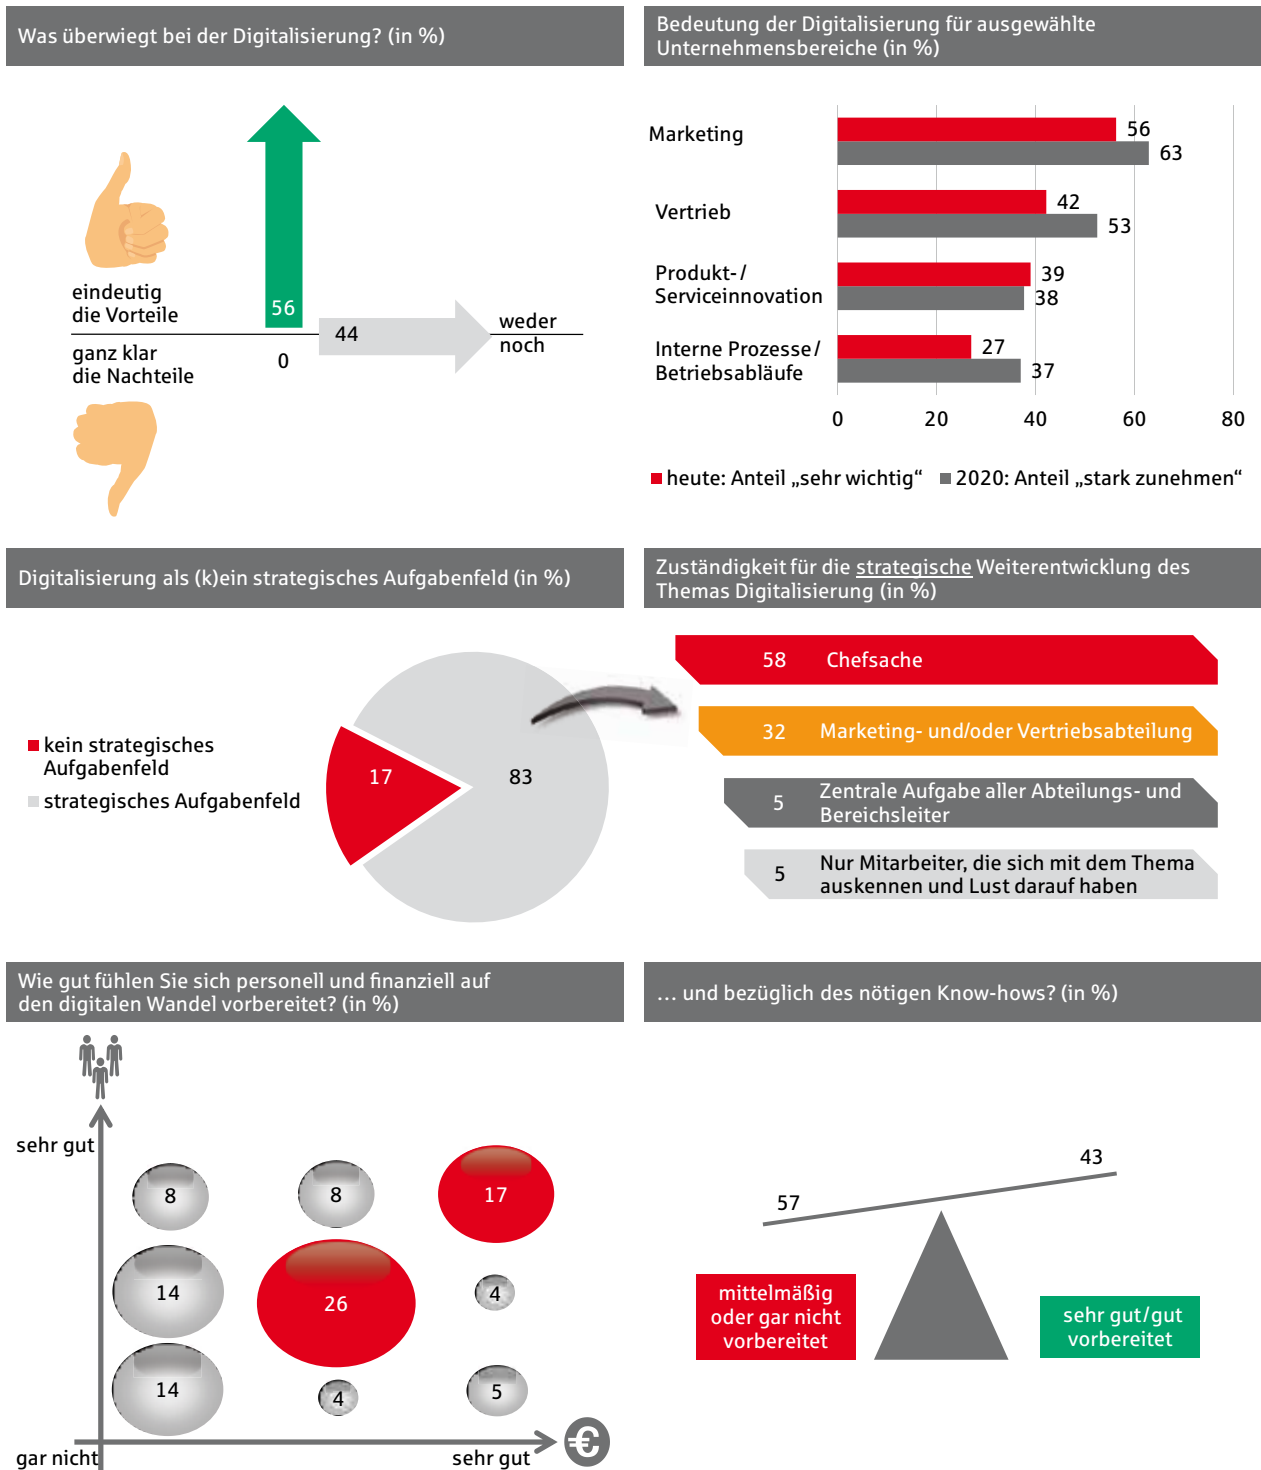 Was überwiegt bei der Digitalisierung? (in %)
eindeutig
die Vorteile
56
44
weder
noch
ganz klar
die Nachteile
0
Bedeutung der Digitalisierung für ausgewählte
Unternehmensbereiche (in %)
Marketing
56
63
Vertrieb
42
53
Produkt-/
Serviceinnovation
39
38
Interne Prozesse/
Betriebsabläufe
27
37
0 20 40 60 80
heute: Anteil „sehr wichtig“ 2020: Anteil „stark zunehmen“
Digitalisierung als (k)ein strategisches Aufgabenfeld (in %)
kein strategisches
Aufgabenfeld
strategisches Aufgabenfeld
17
83
Zuständigkeit für die strategische Weiterentwicklung des
Themas Digitalisierung (in %)
58 Chefsache
32 Marketing- und/oder Vertriebsabteilung
5 Zentrale Aufgabe aller Abteilungs- und
Bereichsleiter
5 Nur Mitarbeiter, die sich mit dem Thema
auskennen und Lust darauf haben
Wie gut fühlen Sie sich personell und finanziell auf
den digitalen Wandel vorbereitet? (in %)
sehr gut
8 8 17
14 26 4
14 4 5
gar nicht sehr gut €
… und bezüglich des nötigen Know-hows? (in %)
43
57
mittelmäßig
oder gar nicht
vorbereitet
sehr gut/gut
vorbereitet